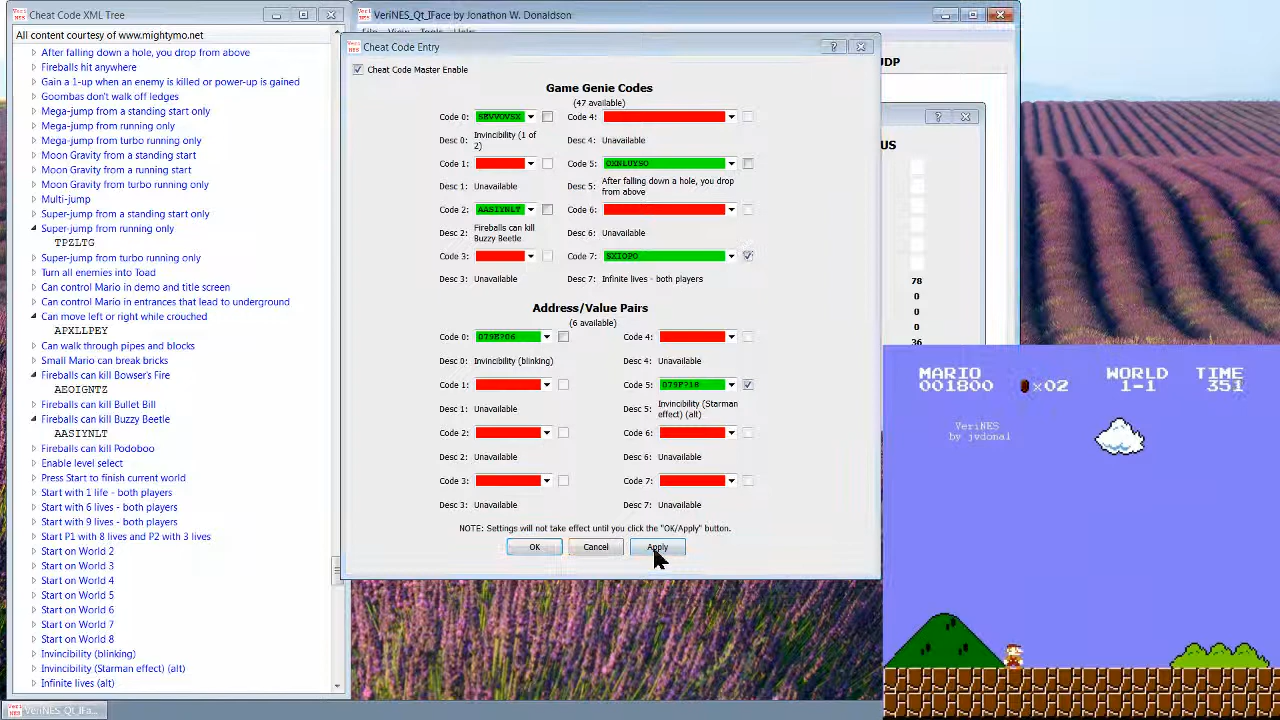 Cheat Code XML Tree
All content courtesy of www.mightymo.net
After falling down a hole, you drop from above
Fireballs hit anywhere
Gain a 1-up when an enemy is killed or power-up is gained
Goombas don't walk off ledges
Mega-jump from a standing start only
Mega-jump from running only
Mega-jump from turbo running only
Moon Gravity from a standing start
Moon Gravity from a running start
Moon Gravity from turbo running only
Multi-jump
Super-jump from a standing start only
Super-jump from running only
TPZLTG
Super-jump from turbo running only
Turn all enemies into Toad
Can control Mario in demo and title screen
Can control Mario in entrances that lead to underground
Can move left or right while crouched
APXLLPEY
Can walk through pipes and blocks
Small Mario can break bricks
Fireballs can kill Bowser's Fire
AEOIGNTZ
Fireballs can kill Bullet Bill
Fireballs can kill Buzzy Beetle
AASIYNLT
Fireballs can kill Podoboo
Enable level select
Press Start to finish current world
Start with 1 life - both players
Start with 6 lives - both players
Start with 9 lives - both players
Start P1 with 8 lives and P2 with 3 lives
Start on World 2
Start on World 3
Start on World 4
Start on World 5
Start on World 6
Start on World 7
Start on World 8
Invincibility (blinking)
Invincibility (Starman effect) (alt)
Infinite lives (alt)
VeriNES_Qt_IFace by Jonathon W. Donaldson
Cheat Code Entry
Cheat Code Master Enable
Game Genie Codes
(47 available)
Code 0: SEVVOVSX Code 4:
Desc 0: Invincibility (1 of 2) Desc 4: Unavailable
Code 1: Code 5: OXNLUYSO
Desc 1: Unavailable Desc 5: After falling down a hole, you drop from above
Code 2: AASIYNLT Code 6:
Desc 2: Fireballs can kill Buzzy Beetle Desc 6: Unavailable
Code 3: Code 7: SXIOPO
Desc 3: Unavailable Desc 7: Infinite lives - both players
Address/Value Pairs
(6 available)
Code 0: 079E?06 Code 4:
Desc 0: Invincibility (blinking) Desc 4: Unavailable
Code 1: Code 5: 079F?18
Desc 1: Unavailable Desc 5: Invincibility (Starman effect) (alt)
Code 2: Code 6:
Desc 2: Unavailable Desc 6: Unavailable
Code 3: Code 7:
Desc 3: Unavailable Desc 7: Unavailable
NOTE: Settings will not take effect until you click the "OK/Apply" button.
OK Cancel Apply
78
0
0
0
36
MARIO WORLD TIME
001800 ×02 1-1 351
VeriNES
by jvdonal
VeriNES_Qt_IFa...